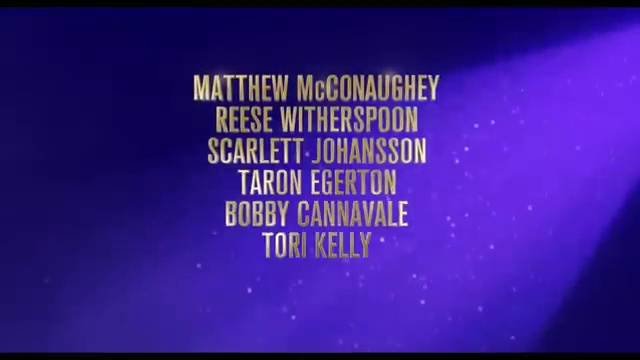 MATTHEW McCONAUGHEY
REESE WITHERSPOON
SCARLETT JOHANSSON
TARON EGERTON
BOBBY CANNAVALE
TORI KELLY